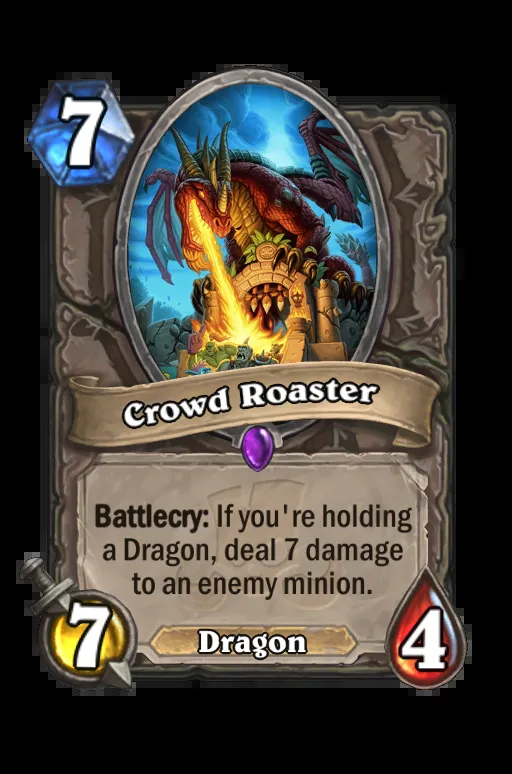 7
Crowd Roaster
Battlecry: If you're holding
a Dragon, deal 7 damage
to an enemy minion.
7
Dragon
4